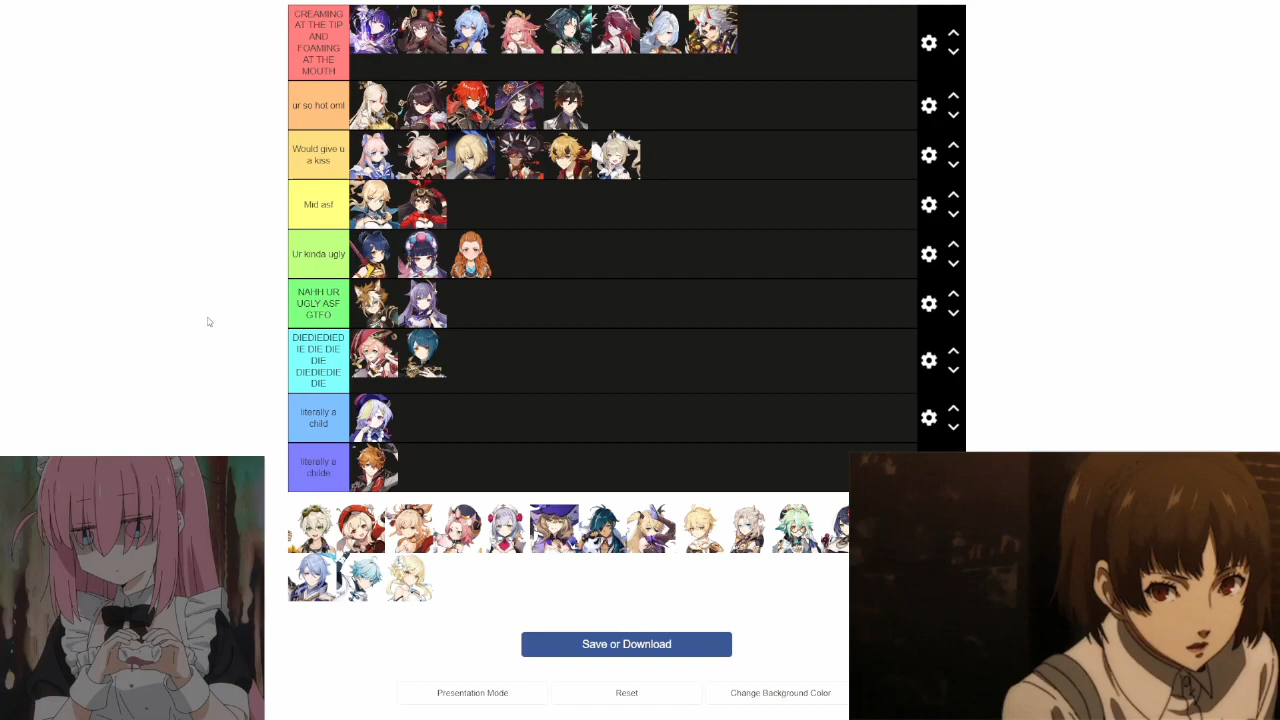 CREAMING
AT THE TIP
AND
FOAMING
AT THE
MOUTH
ur so hot oml
Would give u
a kiss
Mid asf
Ur kinda ugly
NAHH UR
UGLY ASF
GTFO
DIEDIEDIED
IE DIE DIE
DIE
DIEDIEDIE
DIE
literally a
child
literally a
childe
Save or Download
Presentation Mode
Reset
Change Background Color